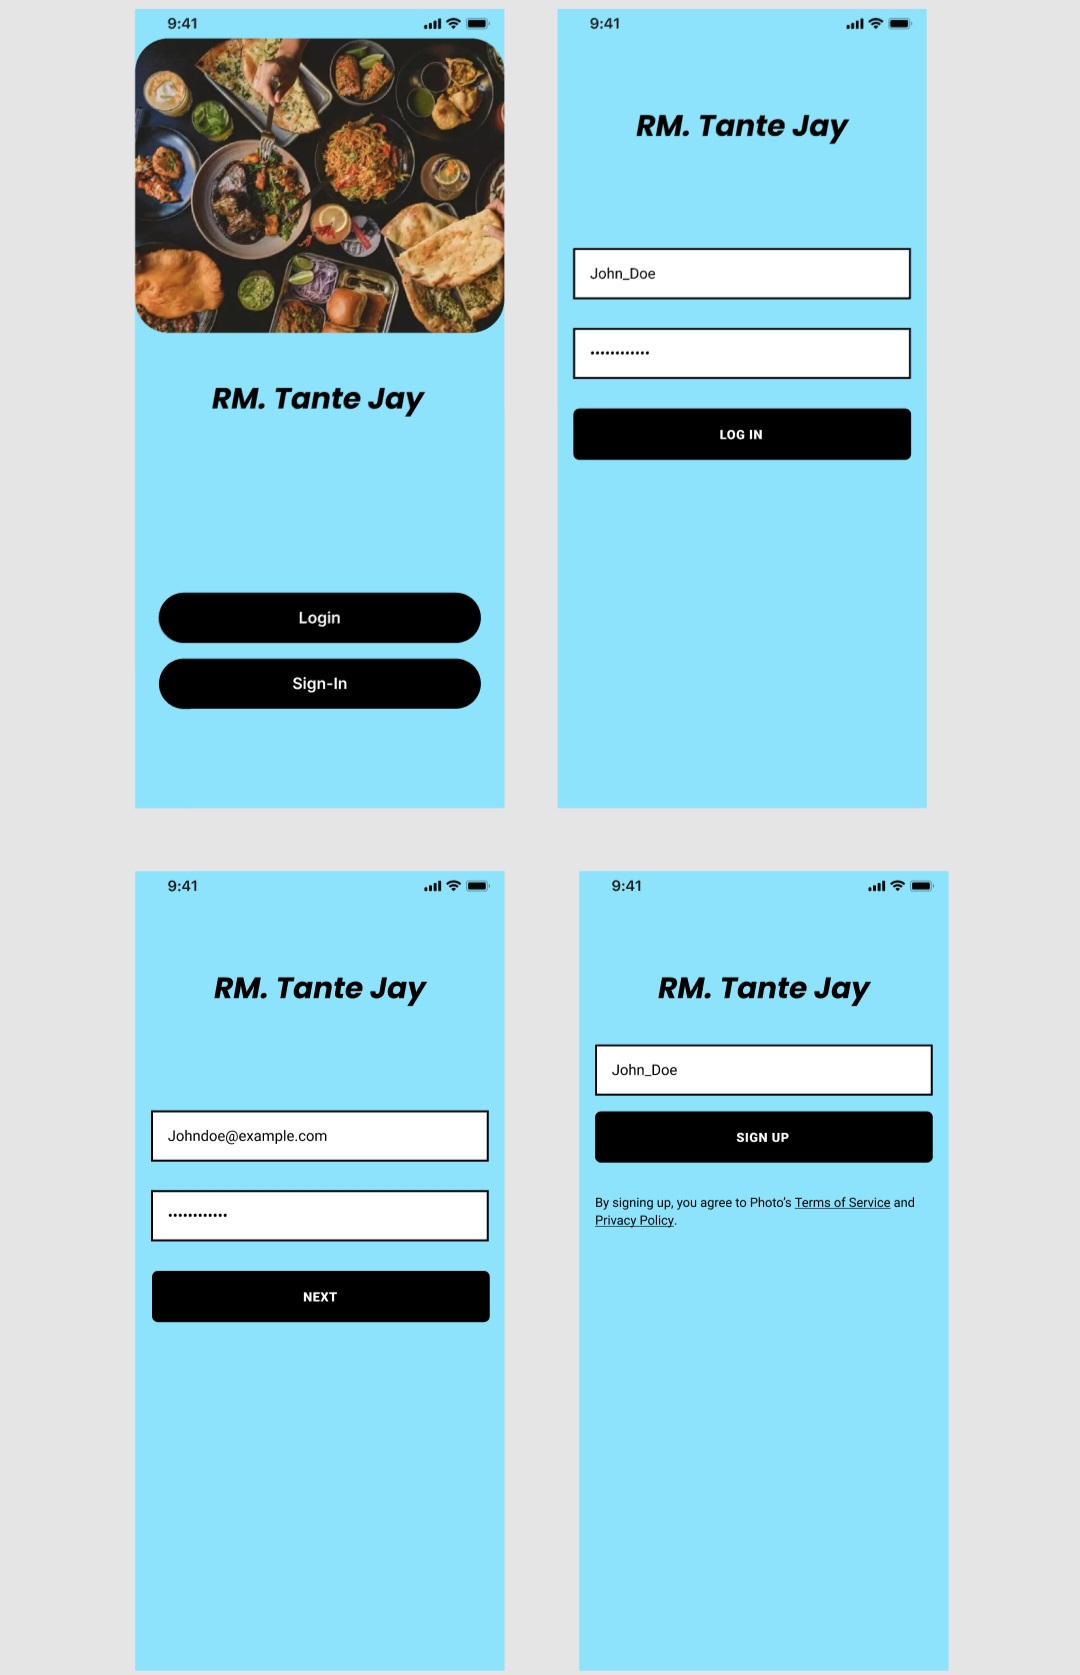 9:41
RM. Tante Jay
Login
Sign-In
9:41
RM. Tante Jay
John_Doe
••••••••••••
LOG IN
9:41
RM. Tante Jay
Johndoe@example.com
••••••••••••
NEXT
9:41
RM. Tante Jay
John_Doe
SIGN UP
By signing up, you agree to Photo’s Terms of Service and
Privacy Policy.